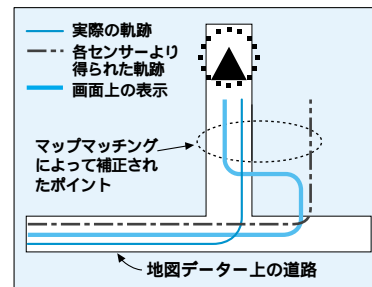 実際の軌跡
各センサーより
得られた軌跡
画面上の表示
マップマッチング
によって補正され
たポイント
地図データー上の道路